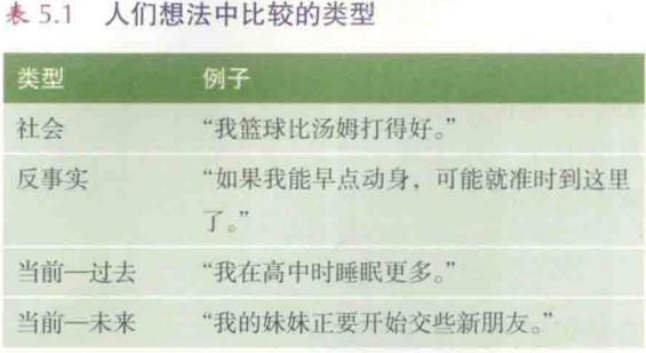 表 5.1 人们想法中比较的类型
类型 例子
社会 “我篮球比汤姆打得好。”
反事实 “如果我能早点动身，可能就准时到这里
了。”
当前—过去 “我在高中时睡眠更多。”
当前—未来 “我的妹妹正要开始交些新朋友。”